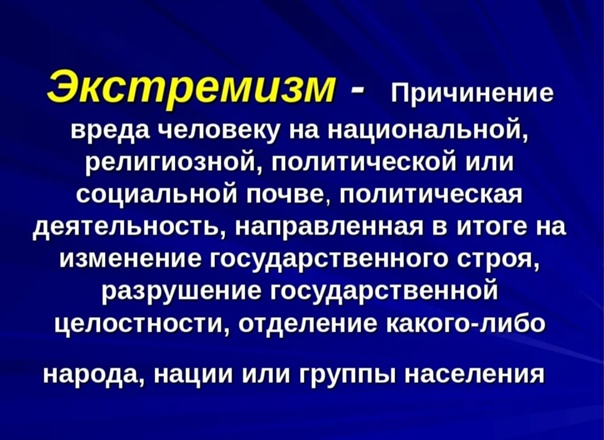 Экстремизм - Причинение
вреда человеку на национальной,
религиозной, политической или
социальной почве, политическая
деятельность, направленная в итоге на
изменение государственного строя,
разрушение государственной
целостности, отделение какого-либо
народа, нации или группы населения